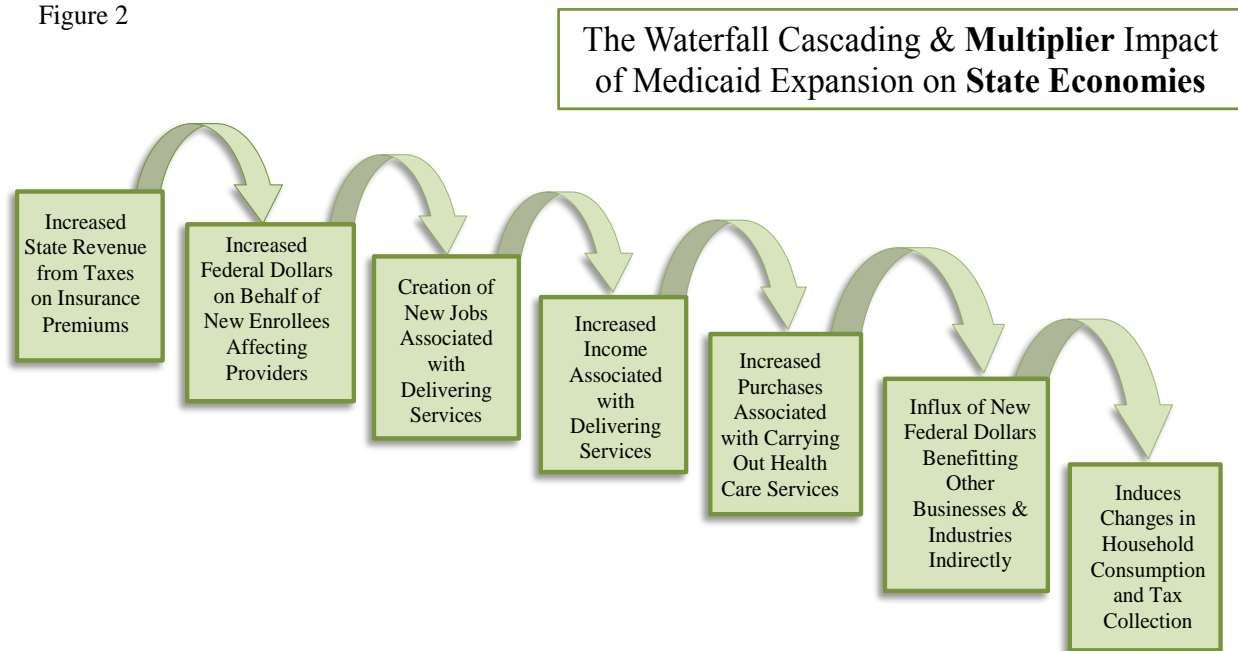 Figure 2
The Waterfall Cascading & Multiplier Impact
of Medicaid Expansion on State Economies
Increased
State Revenue
from Taxes
on Insurance
Premiums
Increased
Federal Dollars
on Behalf of
New Enrollees
Affecting
Providers
Creation of
New Jobs
Associated
with
Delivering
Services
Increased
Income
Associated
with
Delivering
Services
Increased
Purchases
Associated
with Carrying
Out Health
Care Services
Influx of New
Federal Dollars
Benefitting
Other
Businesses &
Industries
Indirectly
Induces
Changes in
Household
Consumption
and Tax
Collection